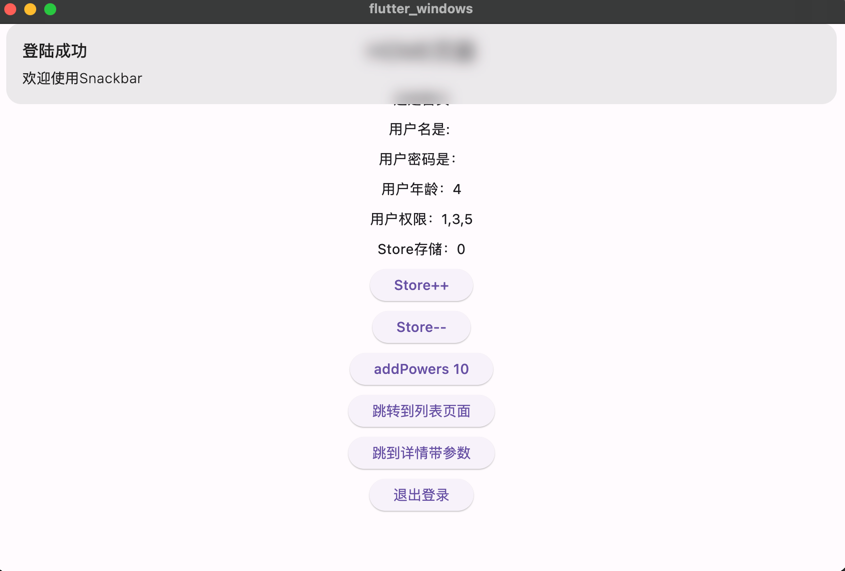 flutter_windows
登陆成功
欢迎使用Snackbar
用户名是:
用户密码是：
用户年龄：4
用户权限：1,3,5
Store存储：0
Store++
Store--
addPowers 10
跳转到列表页面
跳到详情带参数
退出登录